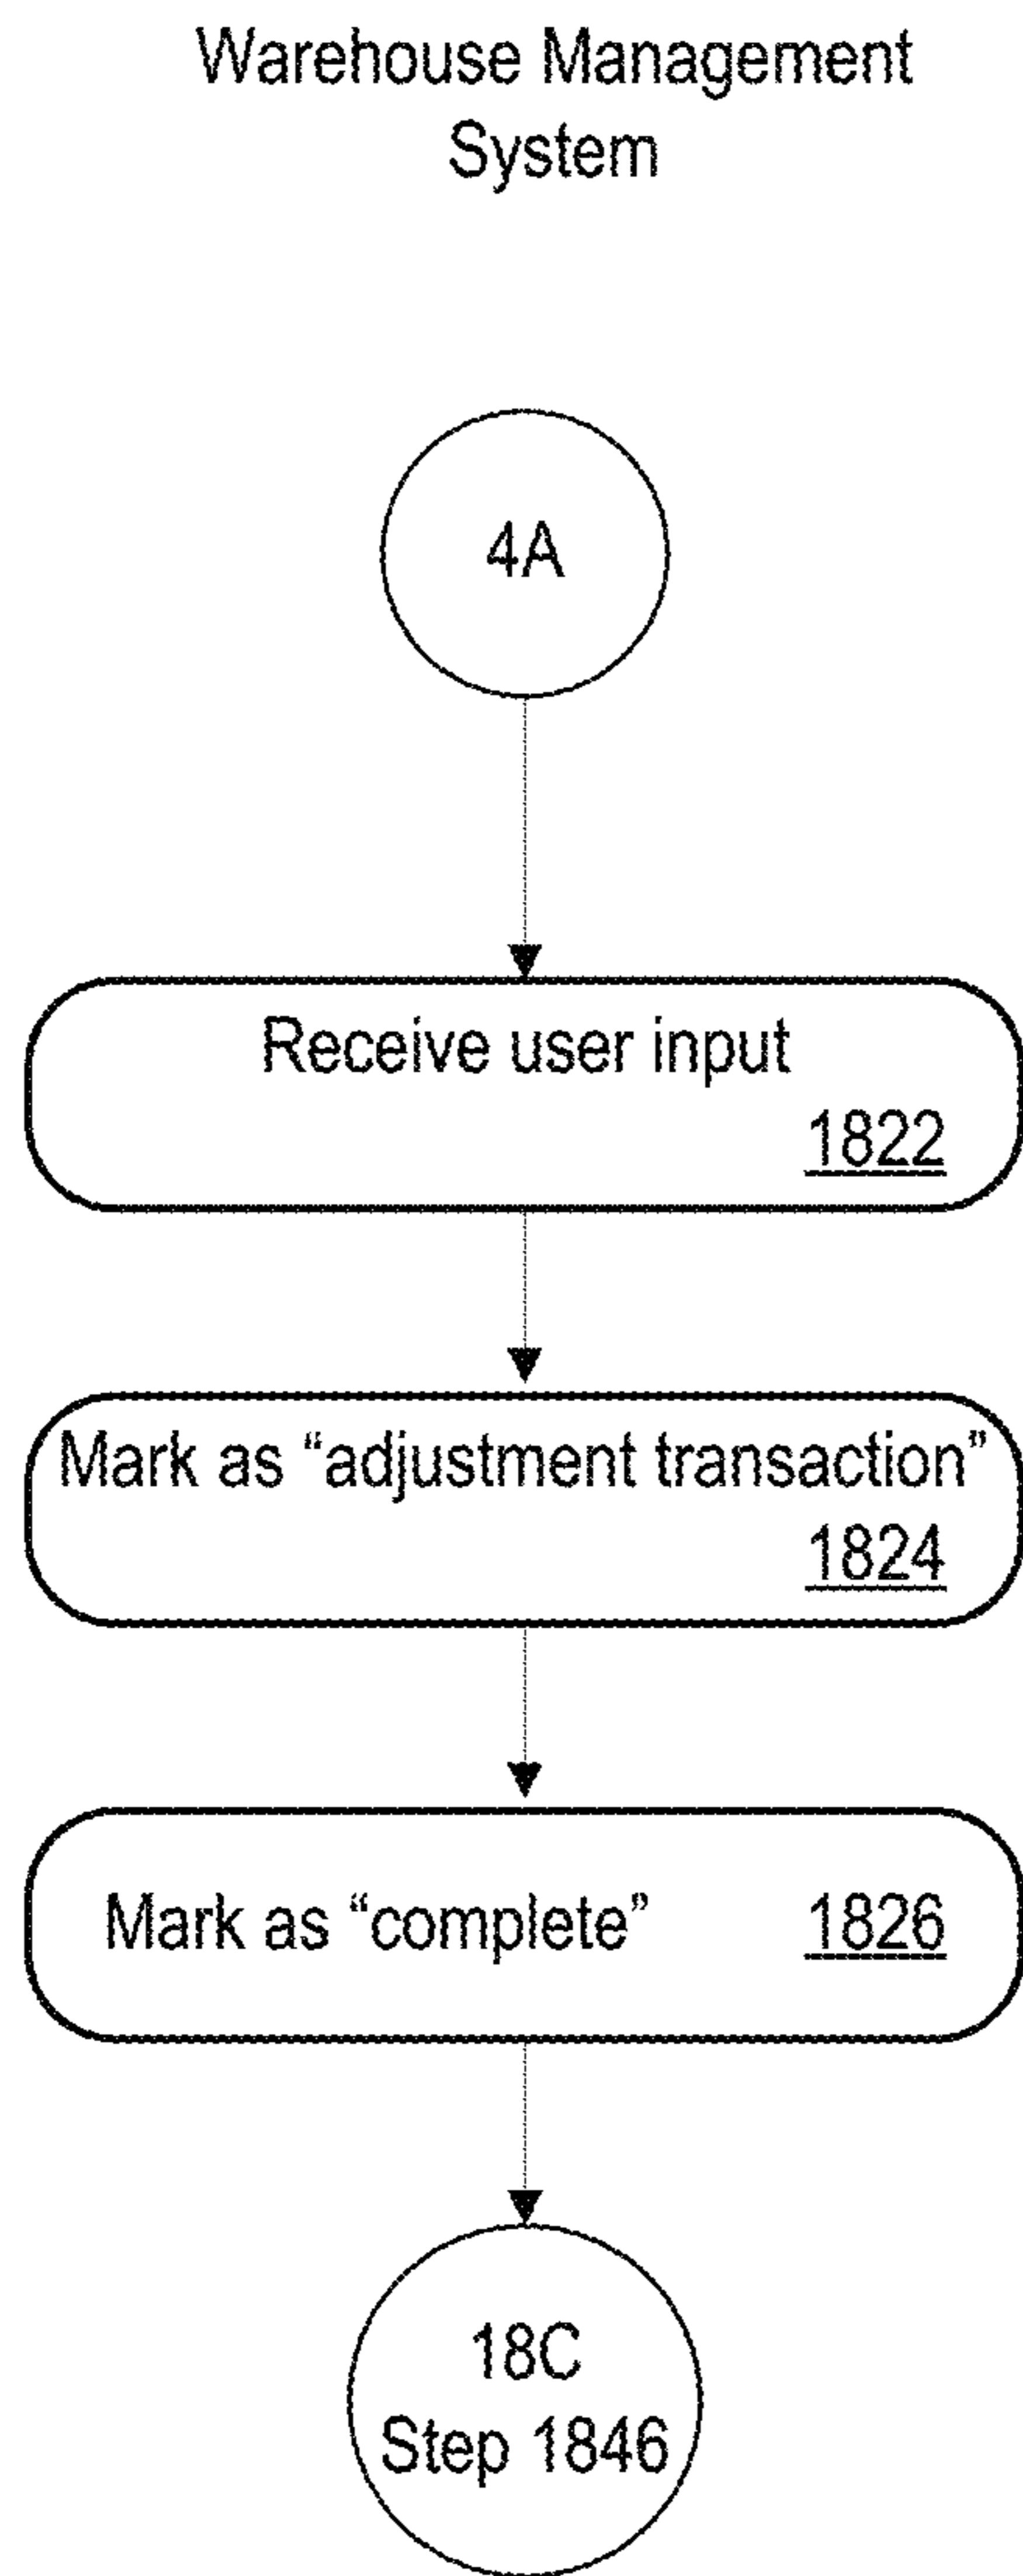 Warehouse Management
System
4A
Receive user input
1822
Mark as “adjustment transaction”
1824
Mark as “complete” 1826
18C
Step 1846